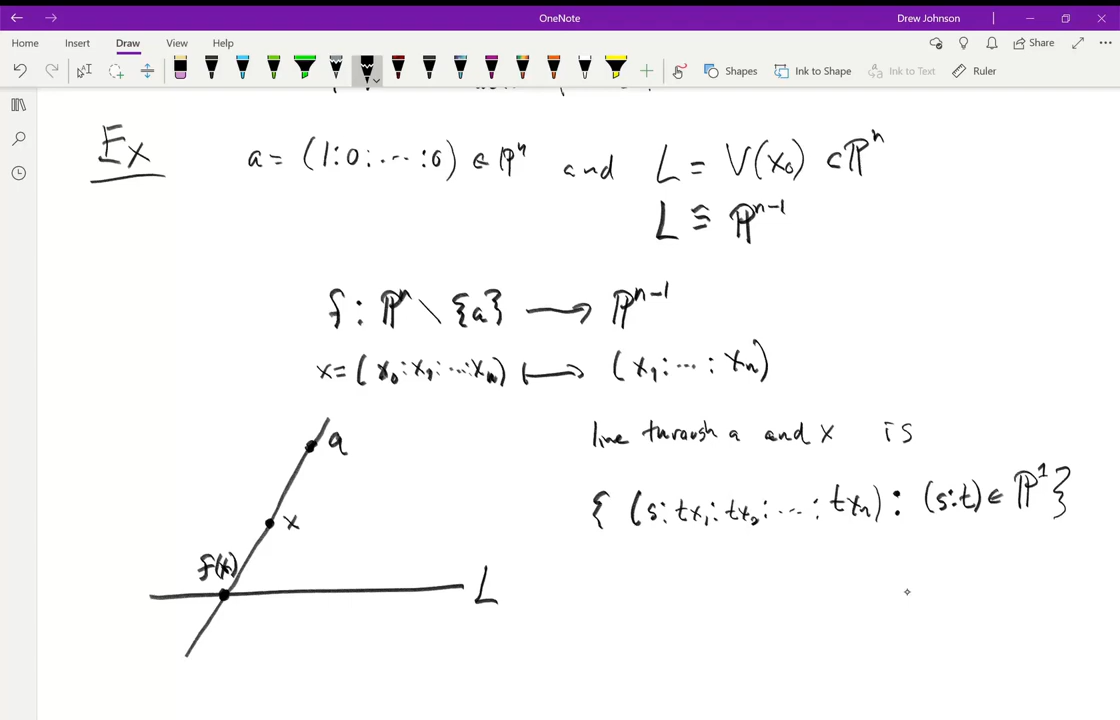 OneNote
Drew Johnson
Home Insert Draw View Help
Share
Shapes Ink to Shape Ink to Text Ruler
Ex a = (1:0:⋯:0) ∈ ℙⁿ and L = V(x₀) ⊂ ℙⁿ
L ≅ ℙⁿ⁻¹
f : ℙⁿ \ {a} ⟶ ℙⁿ⁻¹
x = (x₀:x₁:⋯:xₙ) ⟼ (x₁:⋯:xₙ)
a
line through a and x is
x
{ (s:tx₁:tx₂:⋯:txₙ) : (s:t) ∈ ℙ¹ }
f(x)
L